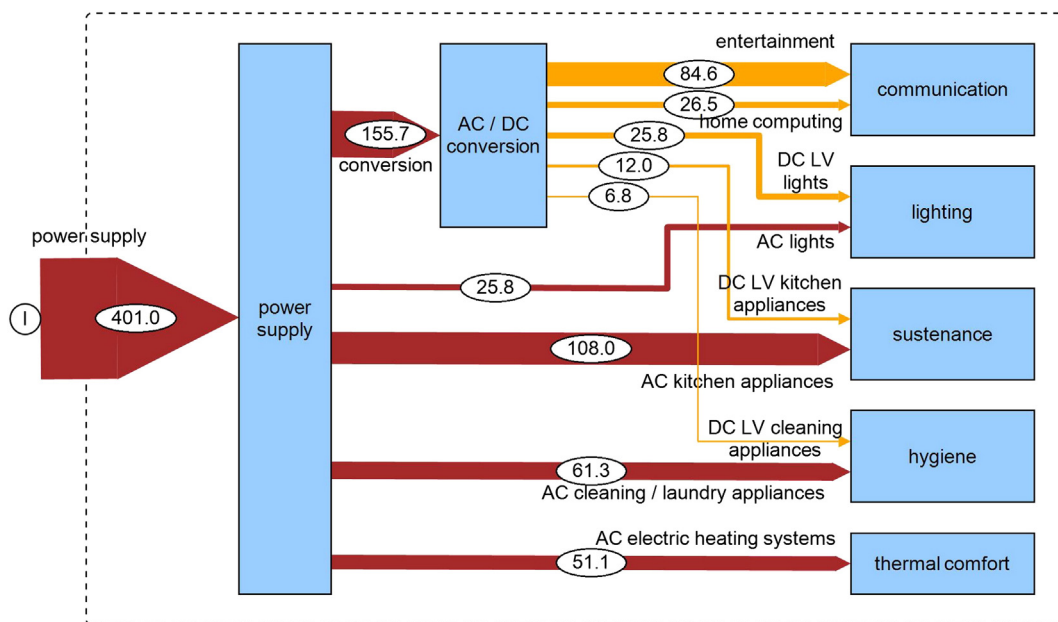 entertainment
84.6
communication
26.5
home computing
155.7
conversion
AC / DC
conversion
25.8
12.0
DC LV
lights
6.8
lighting
AC lights
power supply
401.0
I
power
supply
25.8
DC LV kitchen
appliances
sustenance
108.0
AC kitchen appliances
DC LV cleaning
appliances
hygiene
61.3
AC cleaning / laundry appliances
AC electric heating systems
51.1
thermal comfort